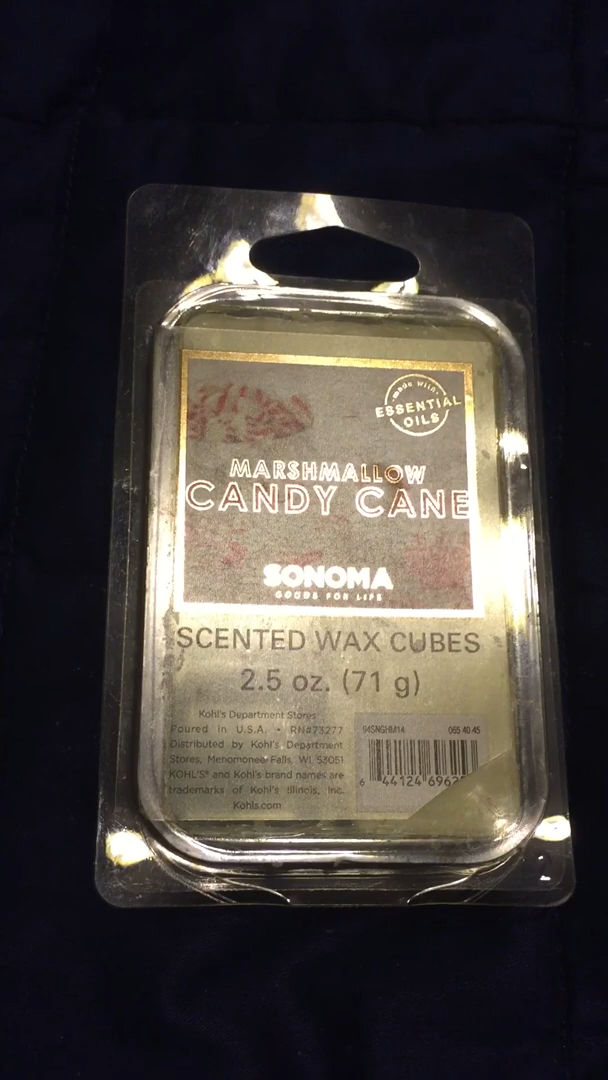 made with
ESSENTIAL
OILS
MARSHMALLOW
CANDY CANE
SONOMA
GOODS FOR LIFE
SCENTED WAX CUBES
2.5 oz. (71 g)
Kohl's Department Stores
Poured in U.S.A. • RN#73277
Distributed by Kohl's Department
Stores, Menomonee Falls, WI 53051
KOHL'S® and Kohl's brand names are
trademarks of Kohl's Illinois, Inc.
Kohls.com
94SNGHM14 065 40 45
6 44124